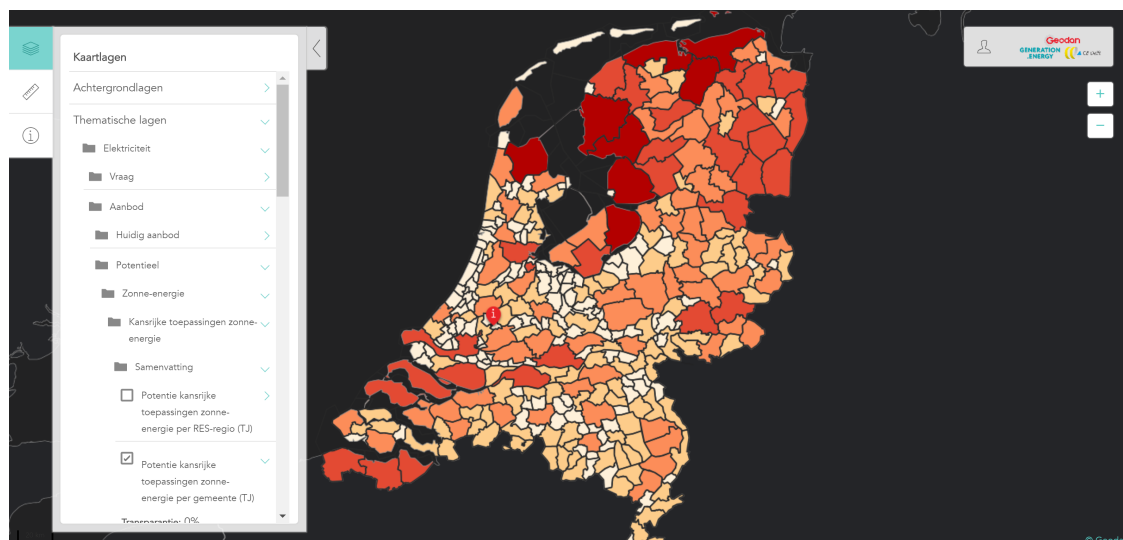 Kaartlagen
Achtergrondlagen
Thematische lagen
Elektriciteit
Vraag
Aanbod
Huidig aanbod
Potentieel
Zonne-energie
Kansrijke toepassingen zonne-
energie
Samenvatting
Potentie kansrijke
toepassingen zonne-
energie per RES-regio (TJ)
Potentie kansrijke
toepassingen zonne-
energie per gemeente (TJ)
Transparantie: 0%
i
Geodan
GENERATION
.ENERGY
CE Delft
+
−
© Geodan